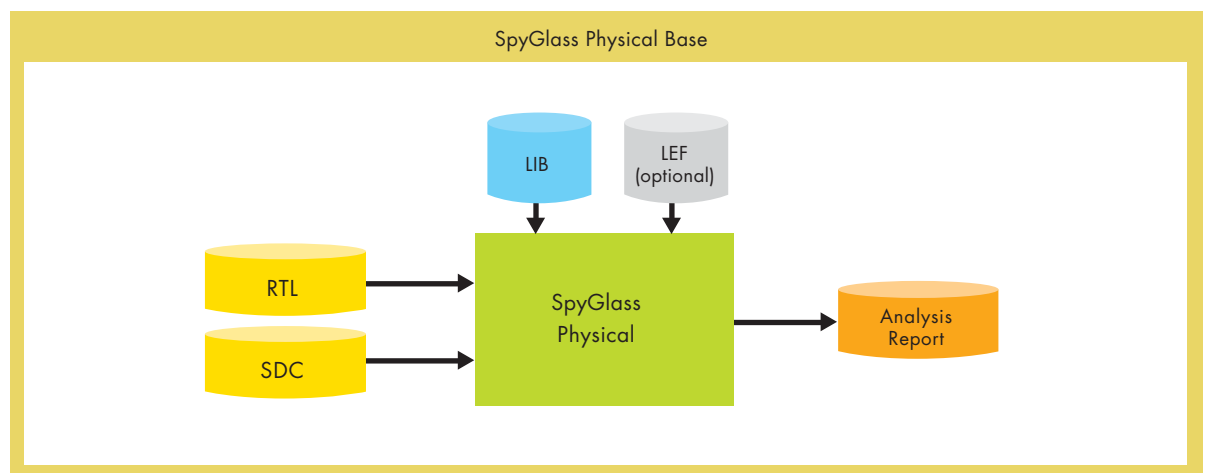 SpyGlass Physical Base
LIB
LEF
(optional)
RTL
SDC
SpyGlass
Physical
Analysis
Report